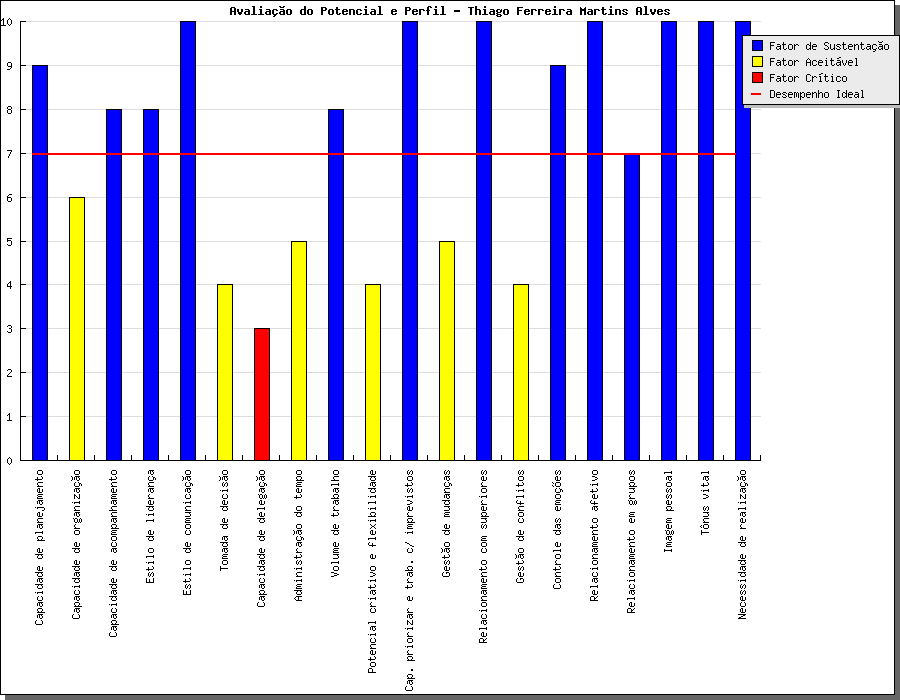 Avaliação do Potencial e Perfil - Thiago Ferreira Martins Alves
Fator de Sustentação
Fator Aceitável
Fator Crítico
Desempenho Ideal
10
9
8
7
6
5
4
3
2
1
0
Capacidade de planejamento
Capacidade de organização
Capacidade de acompanhamento
Estilo de liderança
Estilo de comunicação
Tomada de decisão
Capacidade de delegação
Administração do tempo
Volume de trabalho
Potencial criativo e flexibilidade
Cap. priorizar e trab. c/ imprevistos
Gestão de mudanças
Relacionamento com superiores
Gestão de conflitos
Controle das emoções
Relacionamento afetivo
Relacionamento em grupos
Imagem pessoal
Tônus vital
Necessidade de realização